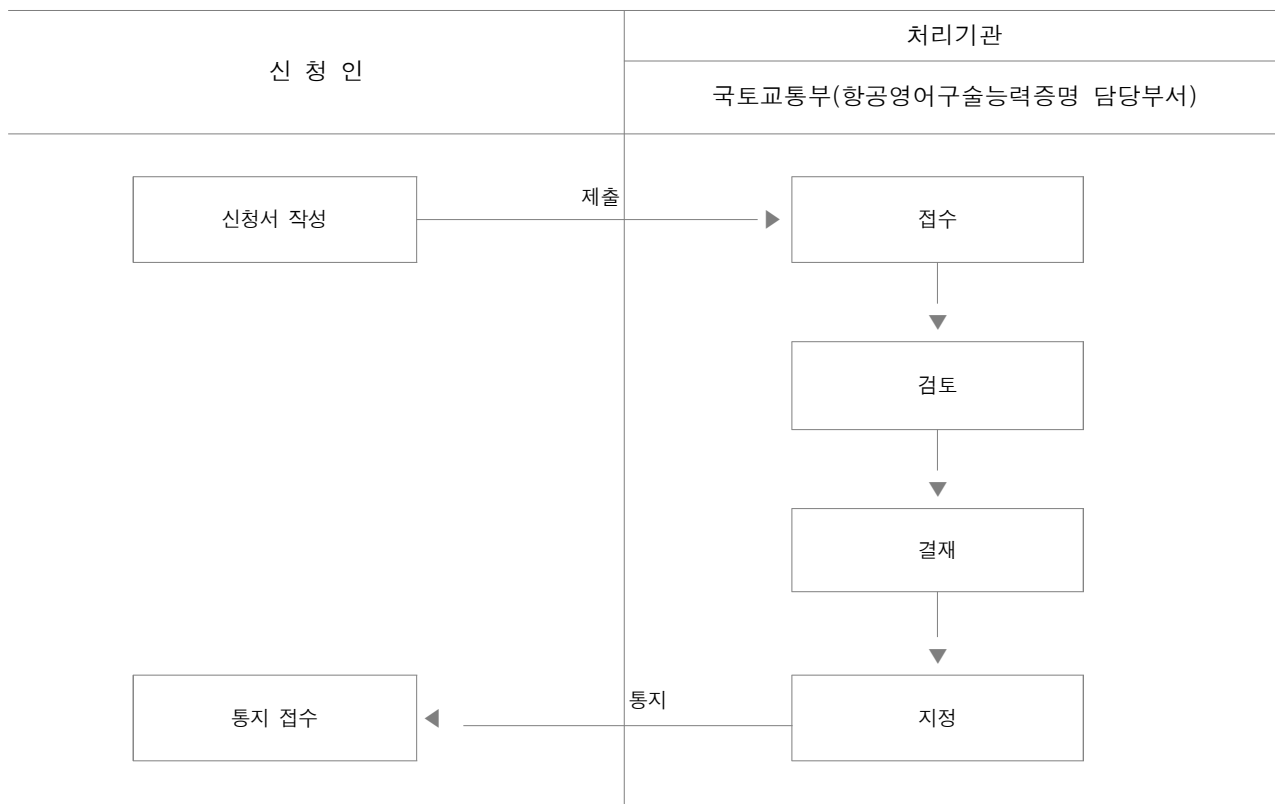 신 청 인
처리기관
국토교통부(항공영어구술능력증명 담당부서)
신청서 작성
제출
접수
검토
결재
통지 접수
통지
지정